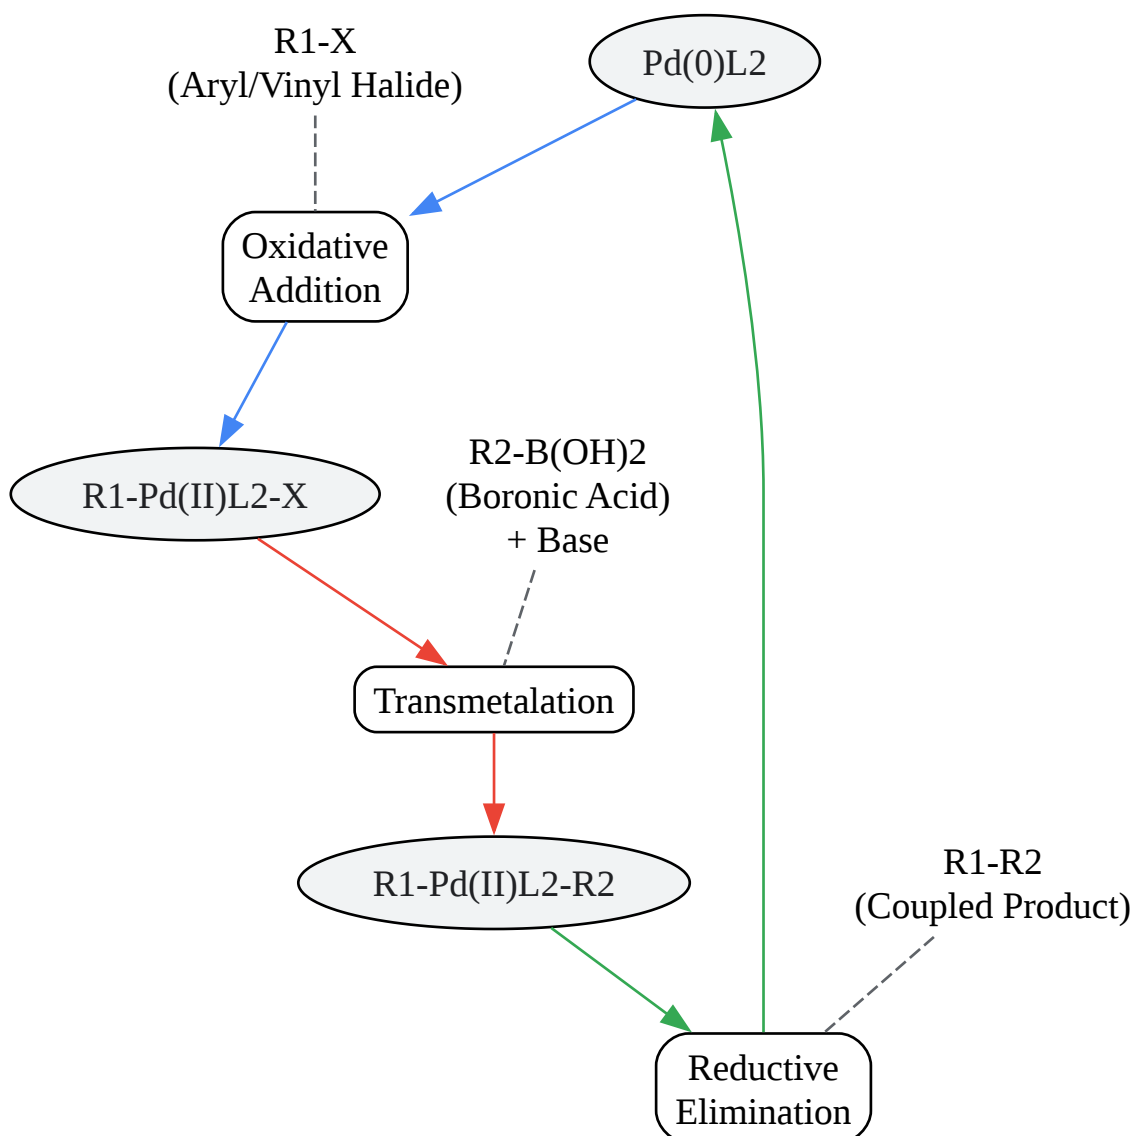 R1-X
(Aryl/Vinyl Halide)
Pd(0)L2
Oxidative
Addition
R1-Pd(II)L2-X
R2-B(OH)2
(Boronic Acid)
+ Base
Transmetalation
R1-Pd(II)L2-R2
R1-R2
(Coupled Product)
Reductive
Elimination